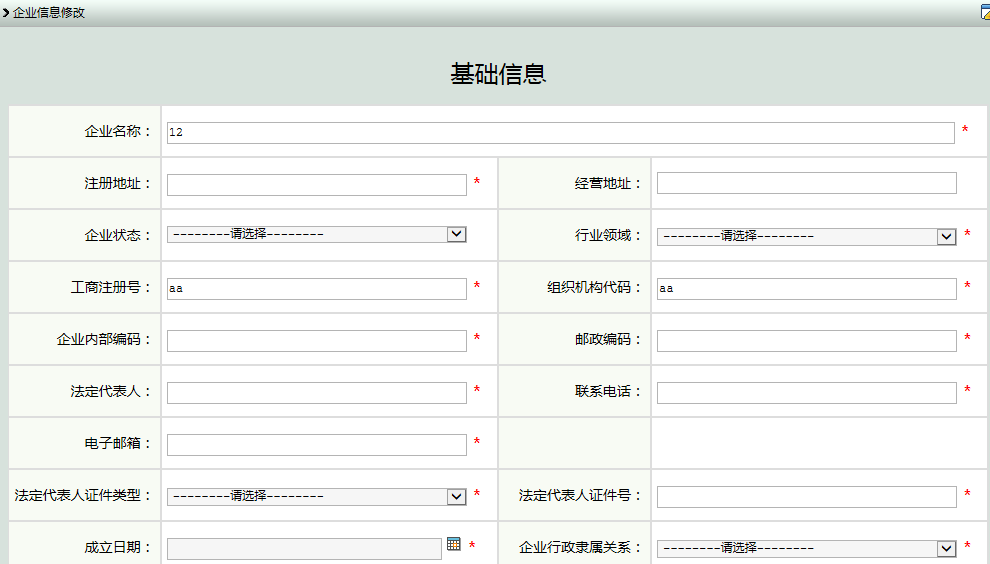 企业信息修改
基础信息
企业名称： 12 *
注册地址： * 经营地址：
企业状态： --------请选择-------- 行业领域： --------请选择-------- *
工商注册号： aa * 组织机构代码： aa *
企业内部编码： * 邮政编码： *
法定代表人： * 联系电话： *
电子邮箱： *
法定代表人证件类型： --------请选择-------- * 法定代表人证件号： *
成立日期： * 企业行政隶属关系： --------请选择-------- *